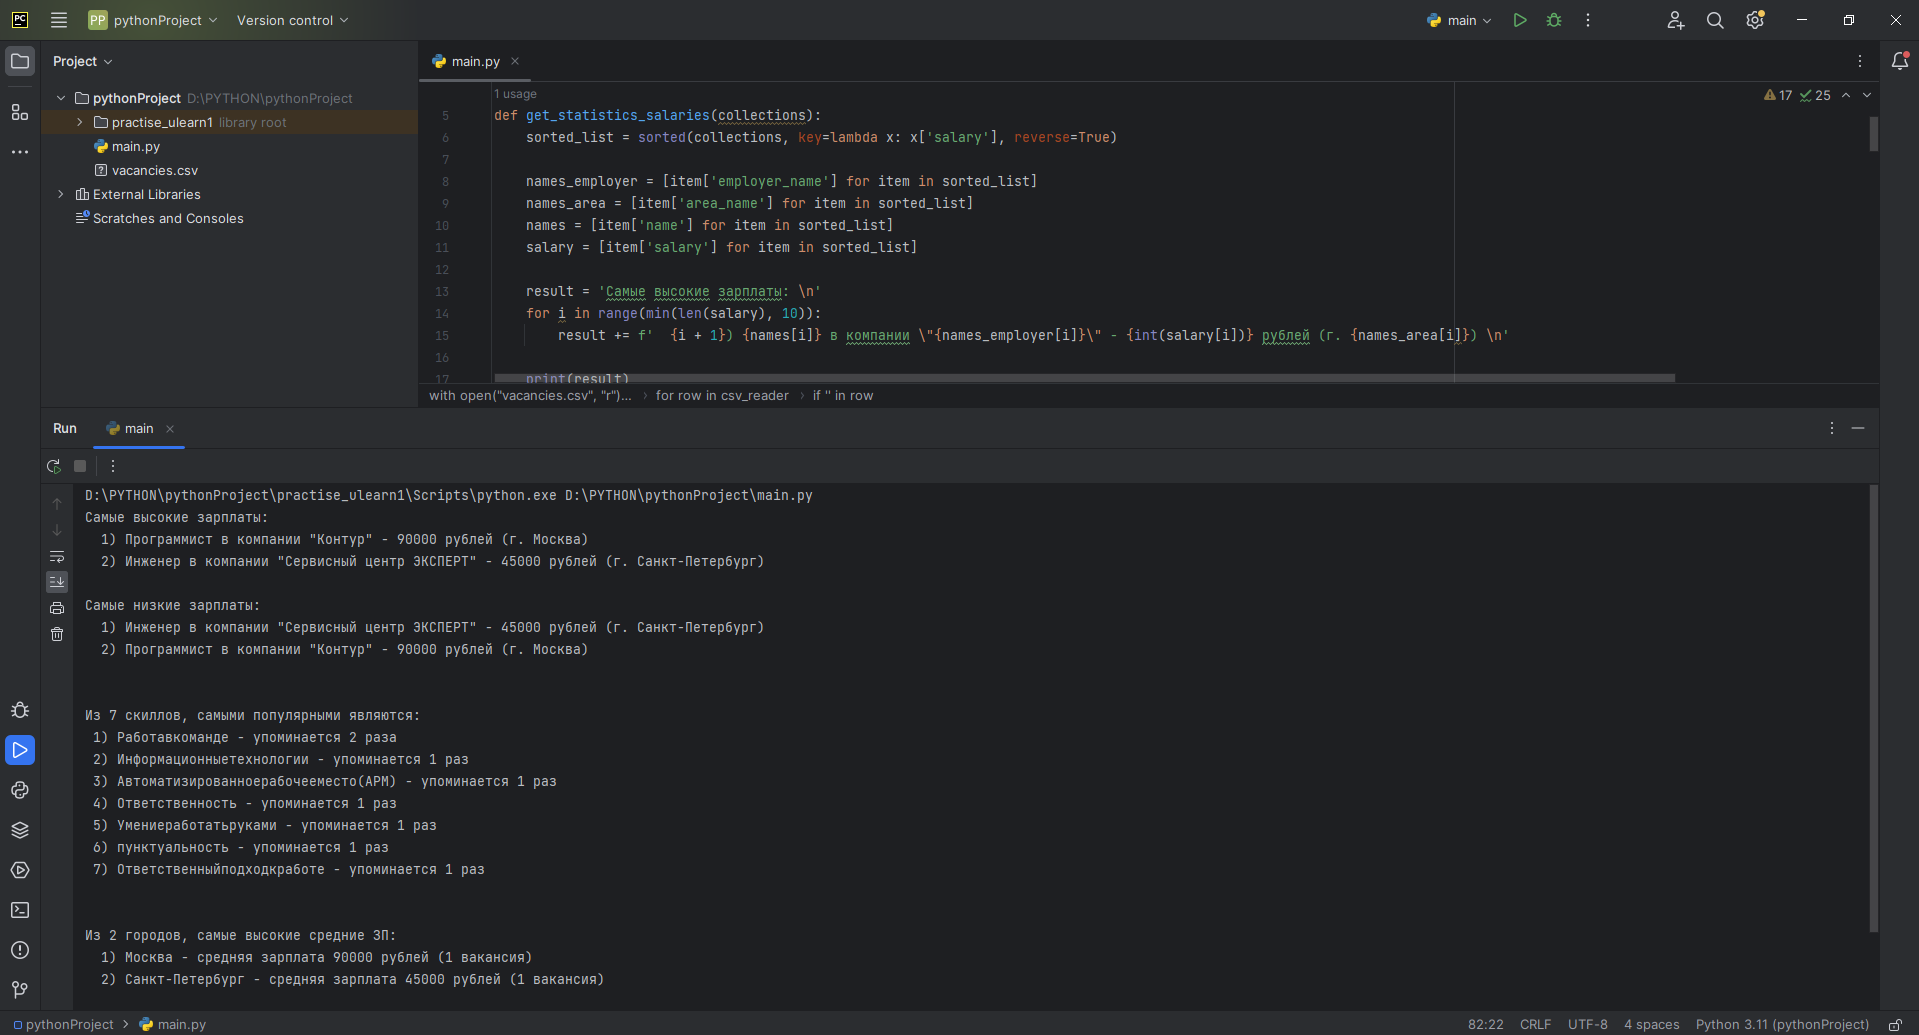 PC PP pythonProject Version control main
Project
main.py
pythonProject D:\PYTHON\pythonProject
practise_ulearn1 library root
main.py
vacancies.csv
External Libraries
Scratches and Consoles
1 usage
17 25
5 def get_statistics_salaries(collections):
6 sorted_list = sorted(collections, key=lambda x: x['salary'], reverse=True)
7
8 names_employer = [item['employer_name'] for item in sorted_list]
9 names_area = [item['area_name'] for item in sorted_list]
10 names = [item['name'] for item in sorted_list]
11 salary = [item['salary'] for item in sorted_list]
12
13 result = 'Самые высокие зарплаты: \n'
14 for i in range(min(len(salary), 10)):
15 result += f'  {i + 1}) {names[i]} в компании \"{names_employer[i]}\" - {int(salary[i])} рублей (г. {names_area[i]}) \n'
16
17 print(result)
with open("vacancies.csv", "r")... › for row in csv_reader › if '' in row
Run main
D:\PYTHON\pythonProject\practise_ulearn1\Scripts\python.exe D:\PYTHON\pythonProject\main.py
Самые высокие зарплаты:
1) Программист в компании "Контур" - 90000 рублей (г. Москва)
2) Инженер в компании "Сервисный центр ЭКСПЕРТ" - 45000 рублей (г. Санкт-Петербург)
Самые низкие зарплаты:
1) Инженер в компании "Сервисный центр ЭКСПЕРТ" - 45000 рублей (г. Санкт-Петербург)
2) Программист в компании "Контур" - 90000 рублей (г. Москва)
Из 7 скиллов, самыми популярными являются:
1) Работавкоманде - упоминается 2 раза
2) Информационныетехнологии - упоминается 1 раз
3) Автоматизированноерабочееместо(АРМ) - упоминается 1 раз
4) Ответственность - упоминается 1 раз
5) Умениеработатьруками - упоминается 1 раз
6) пунктуальность - упоминается 1 раз
7) Ответственныйподходкработе - упоминается 1 раз
Из 2 городов, самые высокие средние ЗП:
1) Москва - средняя зарплата 90000 рублей (1 вакансия)
2) Санкт-Петербург - средняя зарплата 45000 рублей (1 вакансия)
pythonProject > main.py 82:22 CRLF UTF-8 4 spaces Python 3.11 (pythonProject)